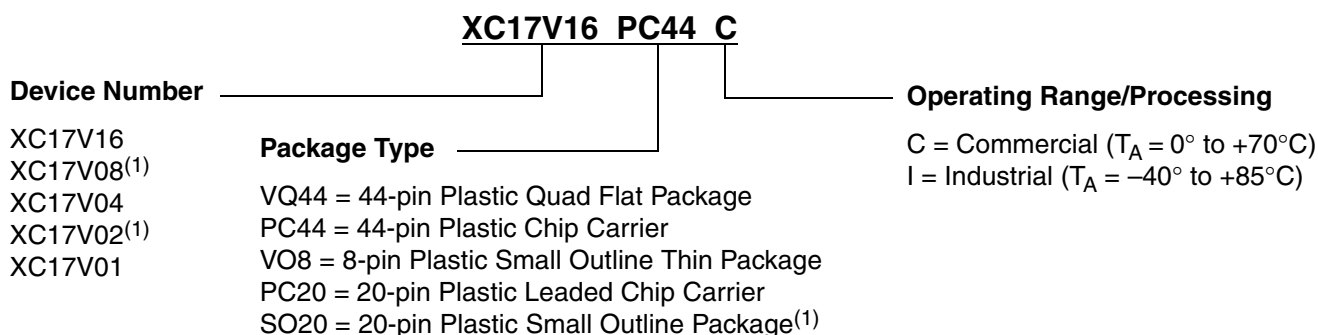 XC17V16 PC44 C
Device Number
XC17V16
XC17V08(1)
XC17V04
XC17V02(1)
XC17V01
Package Type
VQ44 = 44-pin Plastic Quad Flat Package
PC44 = 44-pin Plastic Chip Carrier
VO8 = 8-pin Plastic Small Outline Thin Package
PC20 = 20-pin Plastic Leaded Chip Carrier
SO20 = 20-pin Plastic Small Outline Package(1)
Operating Range/Processing
C = Commercial (TA = 0° to +70°C)
I = Industrial (TA = –40° to +85°C)